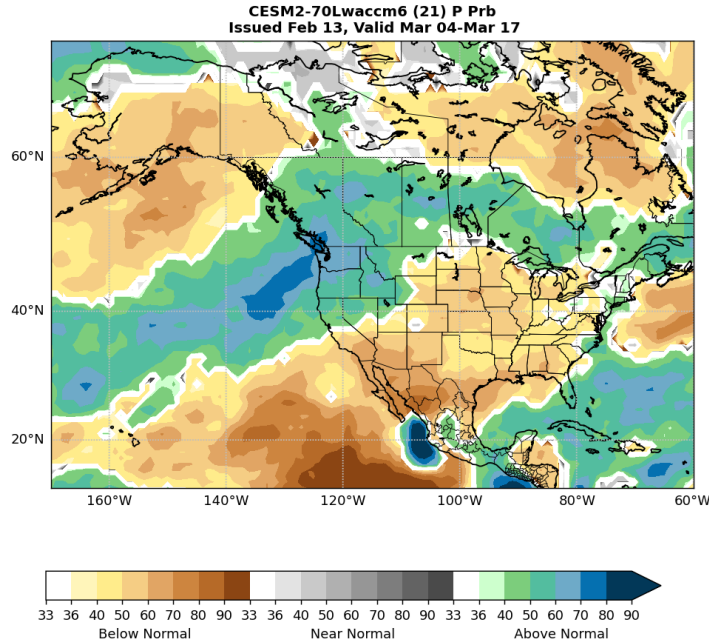 CESM2-70Lwaccm6 (21) P Prb
Issued Feb 13, Valid Mar 04-Mar 17
60°N
40°N
20°N
160°W 140°W 120°W 100°W 80°W 60°W
33 36 40 50 60 70 80 90 33 36 40 50 60 70 80 90 33 36 40 50 60 70 80 90
Below Normal Near Normal Above Normal